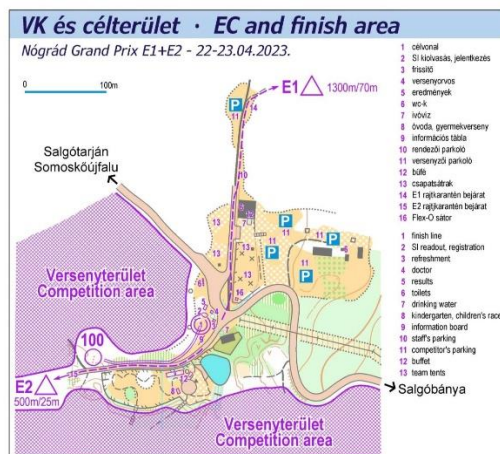 VK és célterület · EC and finish area
Nógrád Grand Prix E1+E2 - 22-23.04.2023.
0 100m
E1 1300m/70m
Salgótarján
Somoskőújfalu
Versenyterület
Competition area
100
E2
500m/25m
Salgóbánya
Versenyterület
Competition area
1 célvonal
2 SI kiolvasás, jelentkezés
3 frissítő
4 versenyorvos
5 eredmények
6 wc-k
7 ivóvíz
8 óvoda, gyermekverseny
9 információs tábla
10 rendezői parkoló
11 versenyzői parkoló
12 büfé
13 csapatsátrak
14 E1 rajtkarantén bejárat
15 E2 rajtkarantén bejárat
16 Flex-O sátor
1 finish line
2 SI readout, registration
3 refreshment
4 doctor
5 results
6 toilets
7 drinking water
8 kindergarten, children's race
9 information board
10 staff's parking
11 competitor's parking
12 buffet
13 team tents